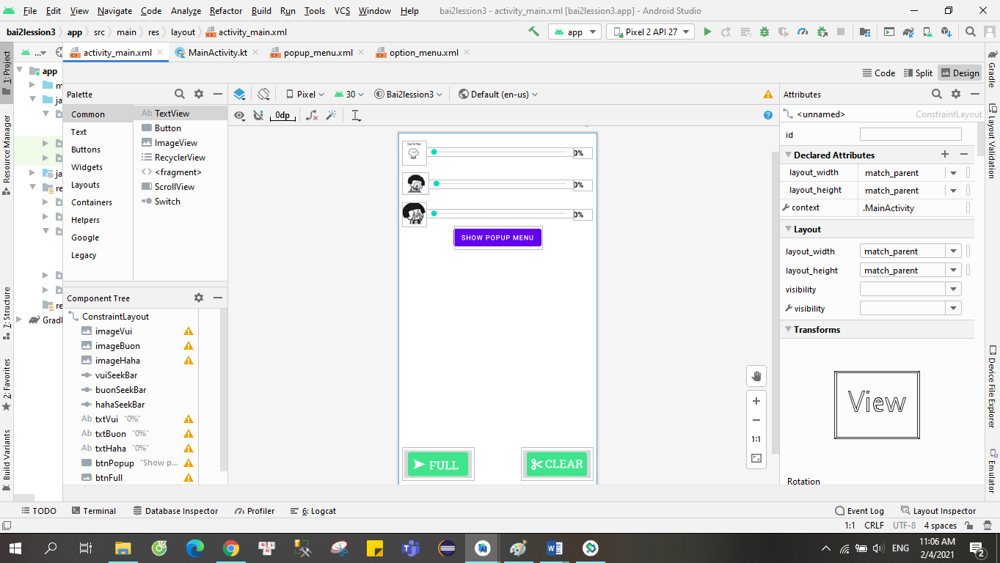 File Edit View Navigate Code Analyze Refactor Build Run Tools VCS Window Help bai2lession3 - activity_main.xml [bai2lession3.app] - Android Studio
bai2lession3 app src main res layout activity_main.xml app Pixel 2 API 27
1: Project
Resource Manager
7: Structure
2: Favorites
Build Variants
... activity_main.xml MainActivity.kt popup_menu.xml option_menu.xml
app
m
ja
ja
re
re
Gradl
Code Split Design
Palette
Common
Text
Buttons
Widgets
Layouts
Containers
Helpers
Google
Legacy
Ab TextView
Button
ImageView
RecyclerView
<fragment>
ScrollView
Switch
Component Tree
ConstraintLayout
imageVui
imageBuon
imageHaha
vuiSeekBar
buonSeekBar
hahaSeekBar
Ab txtVui "0%"
Ab txtBuon "0%"
Ab txtHaha "0%"
btnPopup "Show p...
btnFull
Pixel 30 Bai2lession3 Default (en-us)
0dp
0%
0%
0%
SHOW POPUP MENU
FULL CLEAR
1:1
Attributes
<unnamed> ConstraintLayout
id
Declared Attributes
layout_width match_parent
layout_height match_parent
context .MainActivity
Layout
layout_width match_parent
layout_height match_parent
visibility
visibility
Transforms
View
Rotation
Gradle
Layout Validation
Device File Explorer
Emulator
TODO Terminal Database Inspector Profiler 6: Logcat Event Log Layout Inspector
1:1 CRLF UTF-8 4 spaces
ENG
11:06 AM
2/4/2021
2